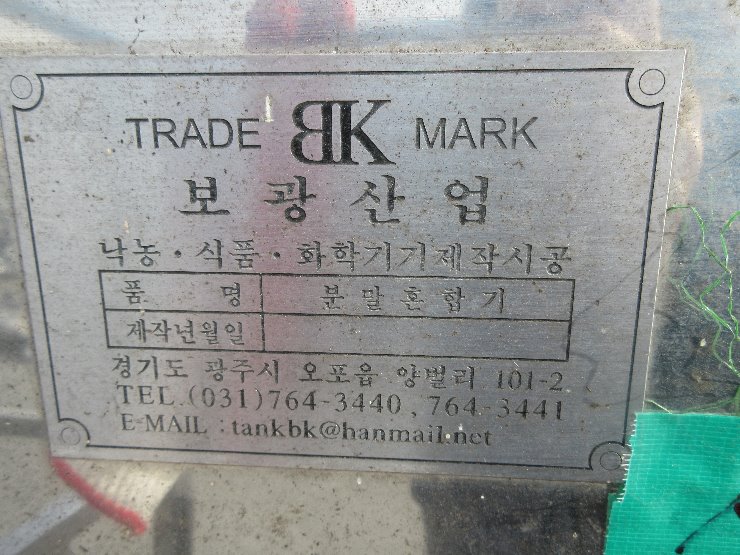 TRADE BK MARK
보광산업
낙농·식품·화학기기제작시공
품 명 분말혼합기
제작년월일
경기도 광주시 오포읍 양벌리 101-2
TEL.(031)764-3440, 764-3441
E-MAIL : tankbk@hanmail.net